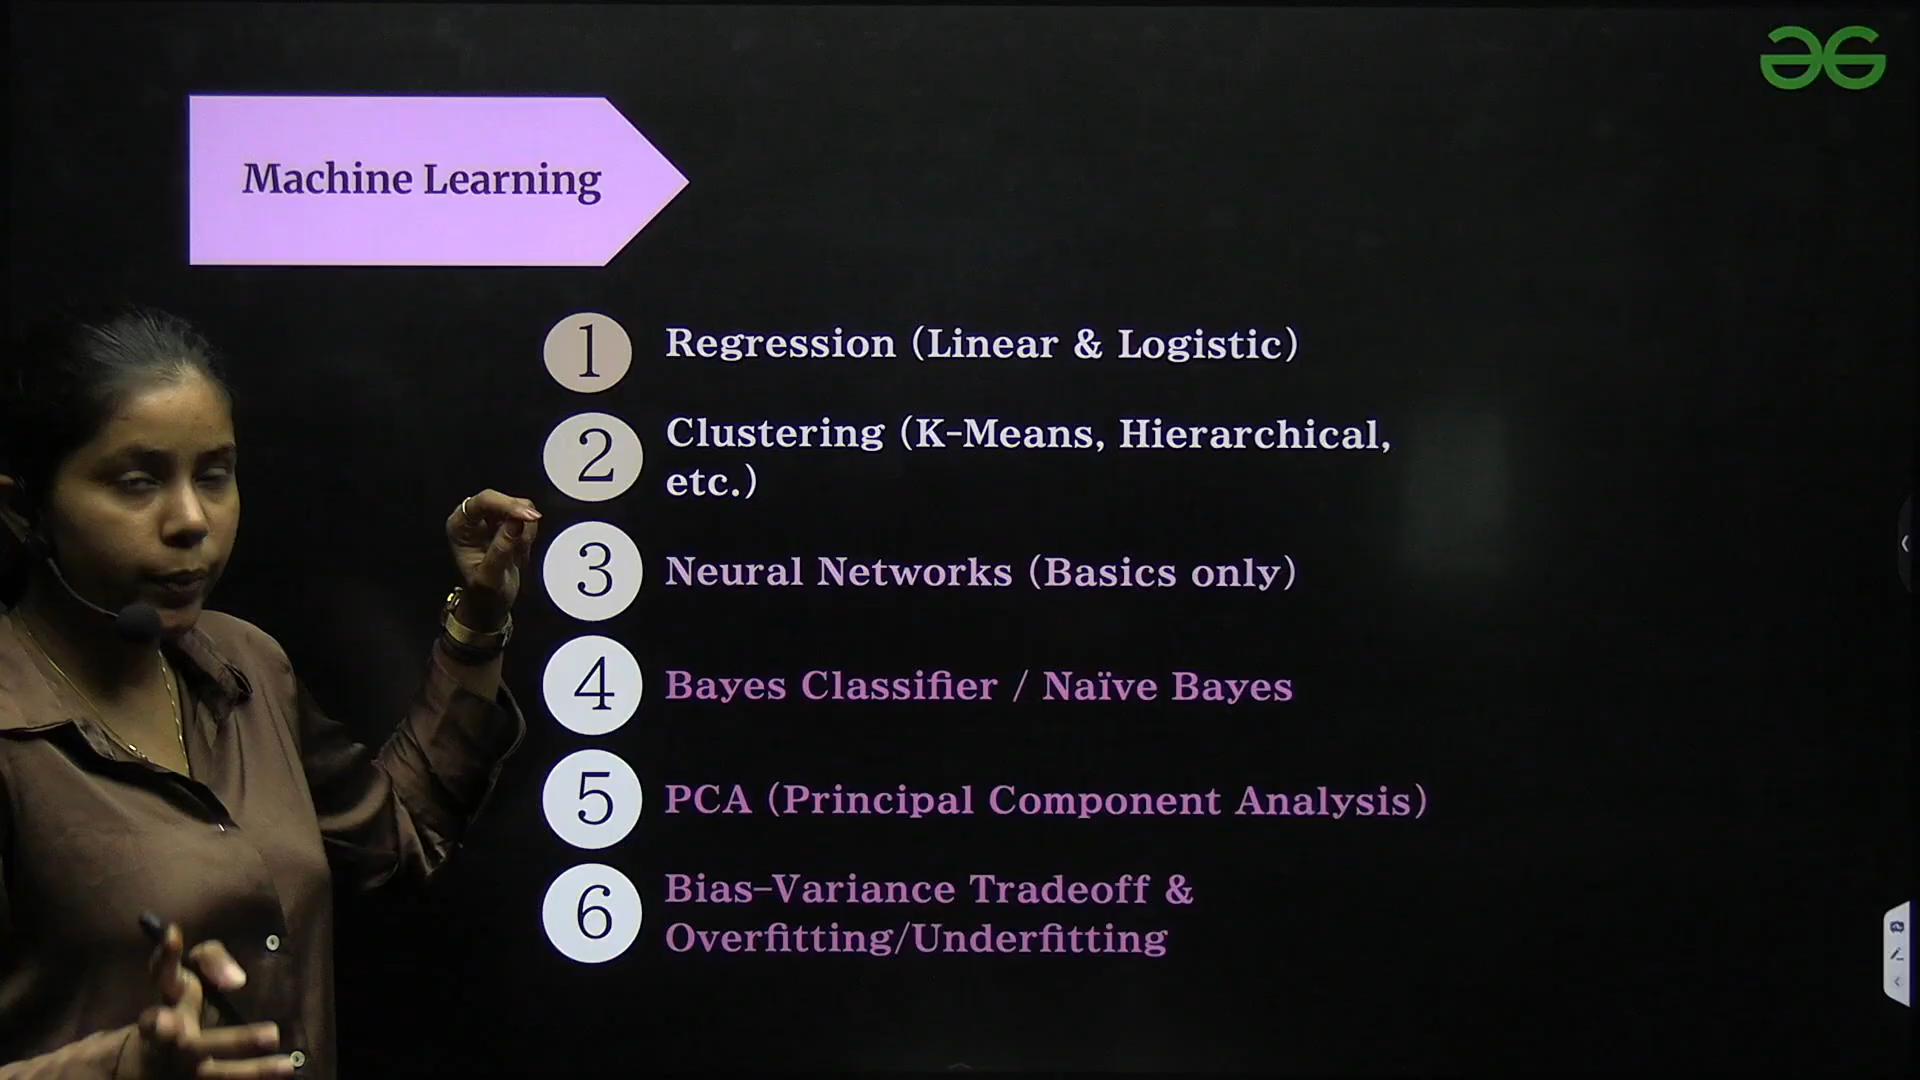 Machine Learning
1 Regression (Linear & Logistic)
2 Clustering (K-Means, Hierarchical,
etc.)
3 Neural Networks (Basics only)
4 Bayes Classifier / Naïve Bayes
5 PCA (Principal Component Analysis)
6 Bias-Variance Tradeoff &
Overfitting/Underfitting